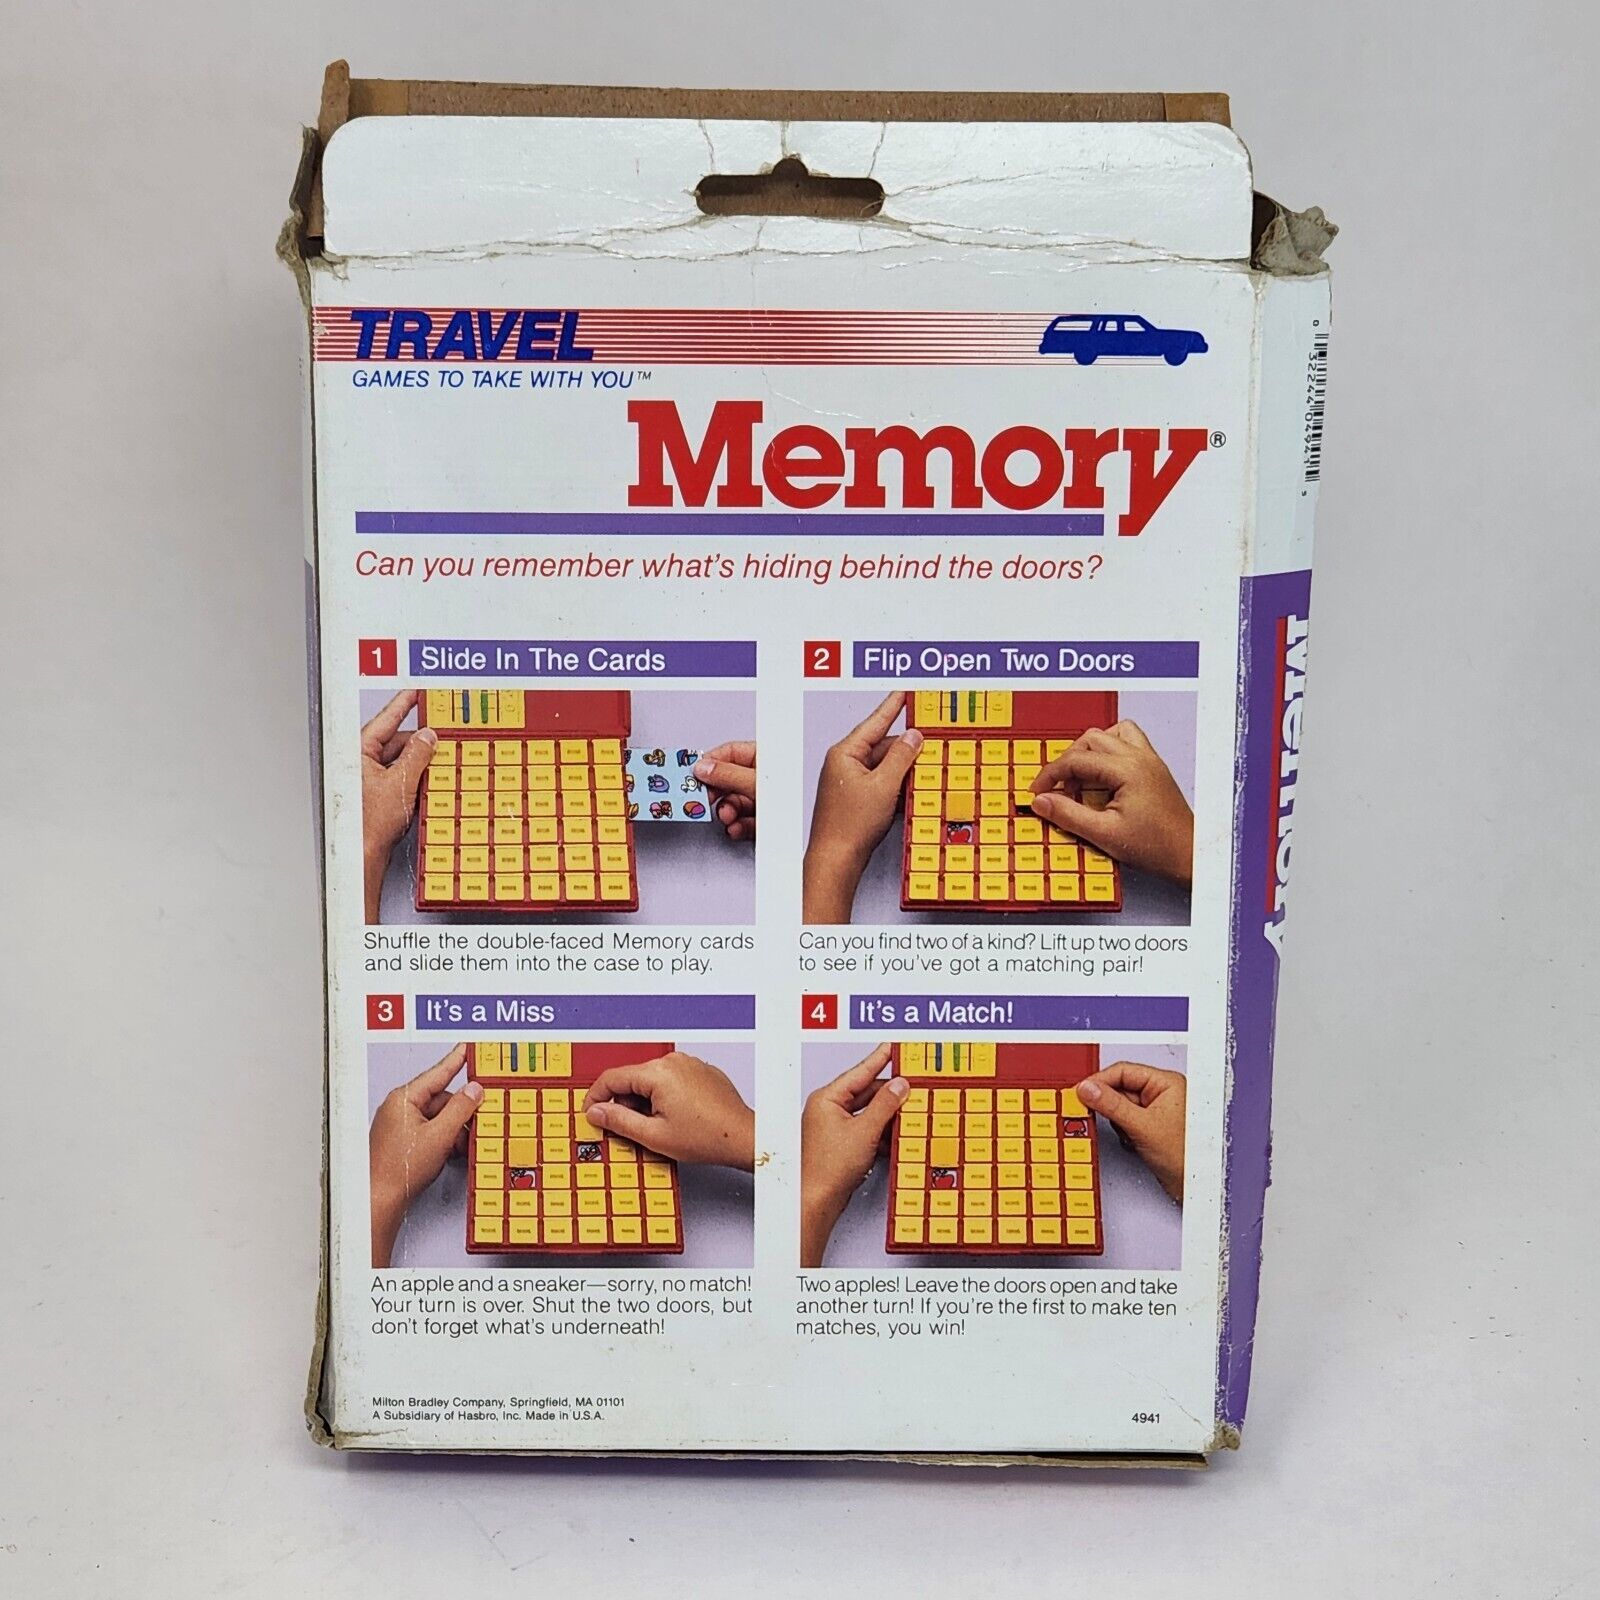 TRAVEL
GAMES TO TAKE WITH YOU™
Memory®
Can you remember what's hiding behind the doors?
1 Slide In The Cards
Shuffle the double-faced Memory cards
and slide them into the case to play.
2 Flip Open Two Doors
Can you find two of a kind? Lift up two doors
to see if you've got a matching pair!
3 It's a Miss
An apple and a sneaker—sorry, no match!
Your turn is over. Shut the two doors, but
don't forget what's underneath!
4 It's a Match!
Two apples! Leave the doors open and take
another turn! If you're the first to make ten
matches, you win!
Milton Bradley Company, Springfield, MA 01101
A Subsidiary of Hasbro, Inc. Made in U.S.A.
4941
0 32244 04941 5
Memory